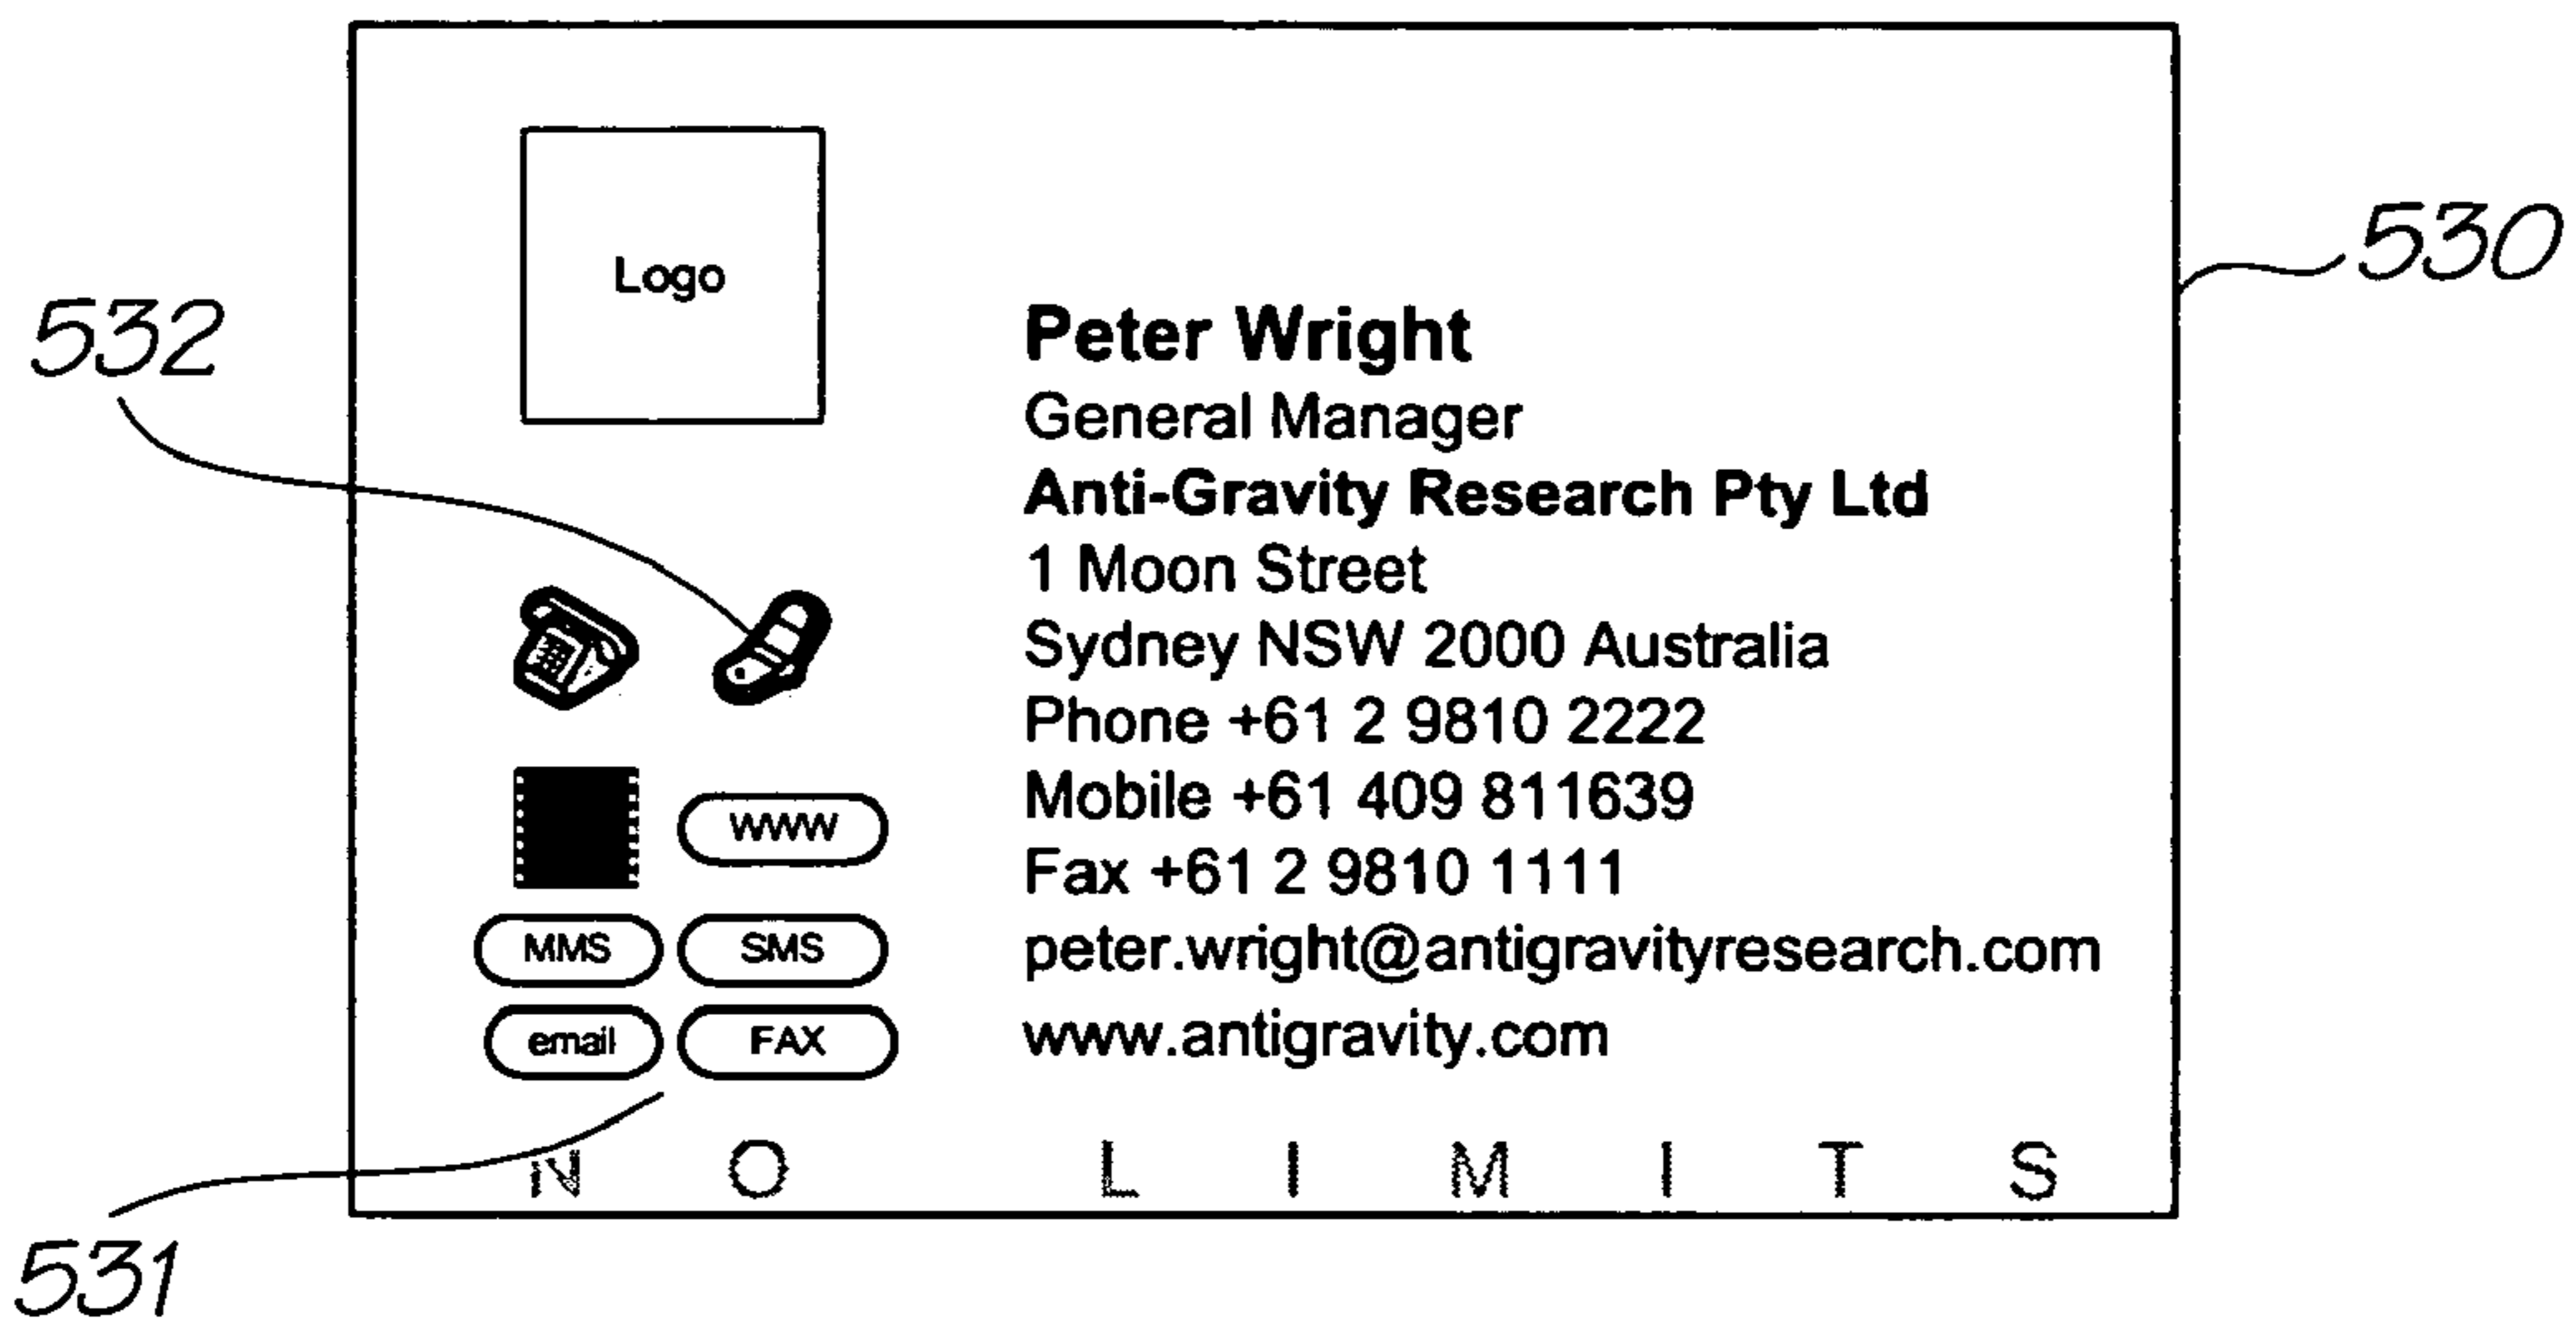 530
Logo
532
Peter Wright
General Manager
Anti-Gravity Research Pty Ltd
1 Moon Street
Sydney NSW 2000 Australia
Phone +61 2 9810 2222
Mobile +61 409 811639
Fax +61 2 9810 1111
peter.wright@antigravityresearch.com
www.antigravity.com
WWW
MMS SMS
email FAX
N O L I M I T S
531